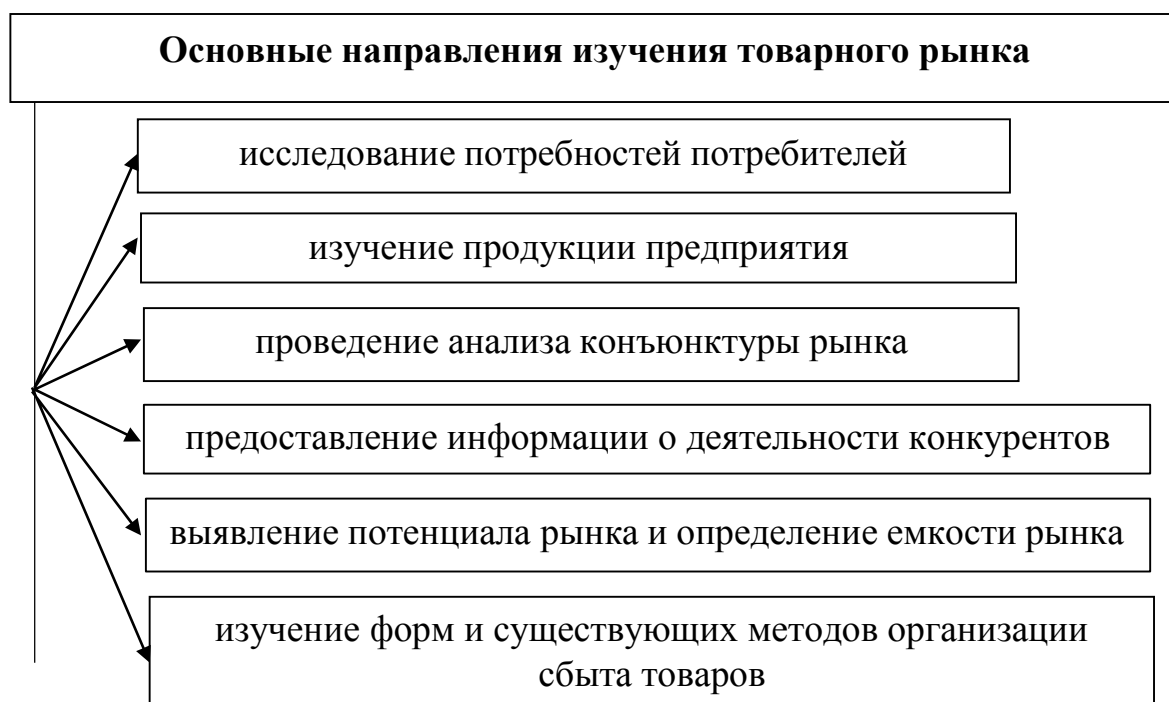 Основные направления изучения товарного рынка
исследование потребностей потребителей
изучение продукции предприятия
проведение анализа конъюнктуры рынка
предоставление информации о деятельности конкурентов
выявление потенциала рынка и определение емкости рынка
изучение форм и существующих методов организации
сбыта товаров